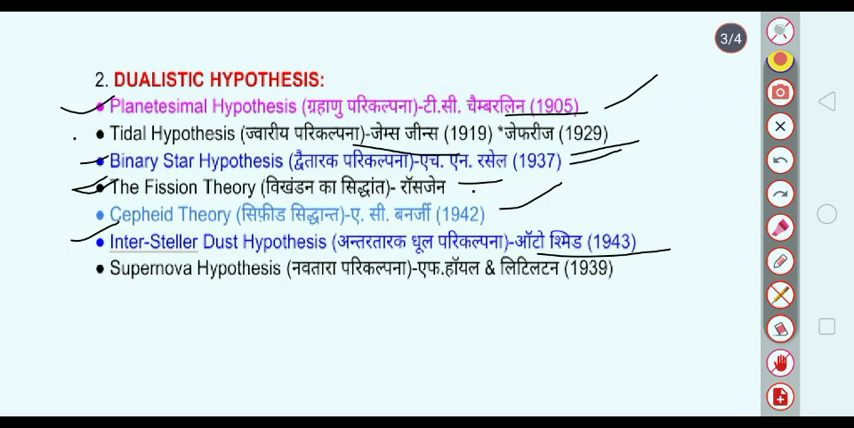 3/4
2. DUALISTIC HYPOTHESIS:
• Planetesimal Hypothesis (ग्रहाणु परिकल्पना)-टी.सी. चैम्बरलिन (1905)
• Tidal Hypothesis (ज्वारीय परिकल्पना)-जेम्स जीन्स (1919) *जेफरीज (1929)
• Binary Star Hypothesis (द्वैतारक परिकल्पना)-एच. एन. रसेल (1937)
• The Fission Theory (विखंडन का सिद्धांत)- रॉसजेन
• Cepheid Theory (सिफ़ीड सिद्धान्त)-ए. सी. बनर्जी (1942)
• Inter-Steller Dust Hypothesis (अन्तरतारक धूल परिकल्पना)-ऑटो श्मिड (1943)
• Supernova Hypothesis (नवतारा परिकल्पना)-एफ.हॉयल & लिटिलटन (1939)